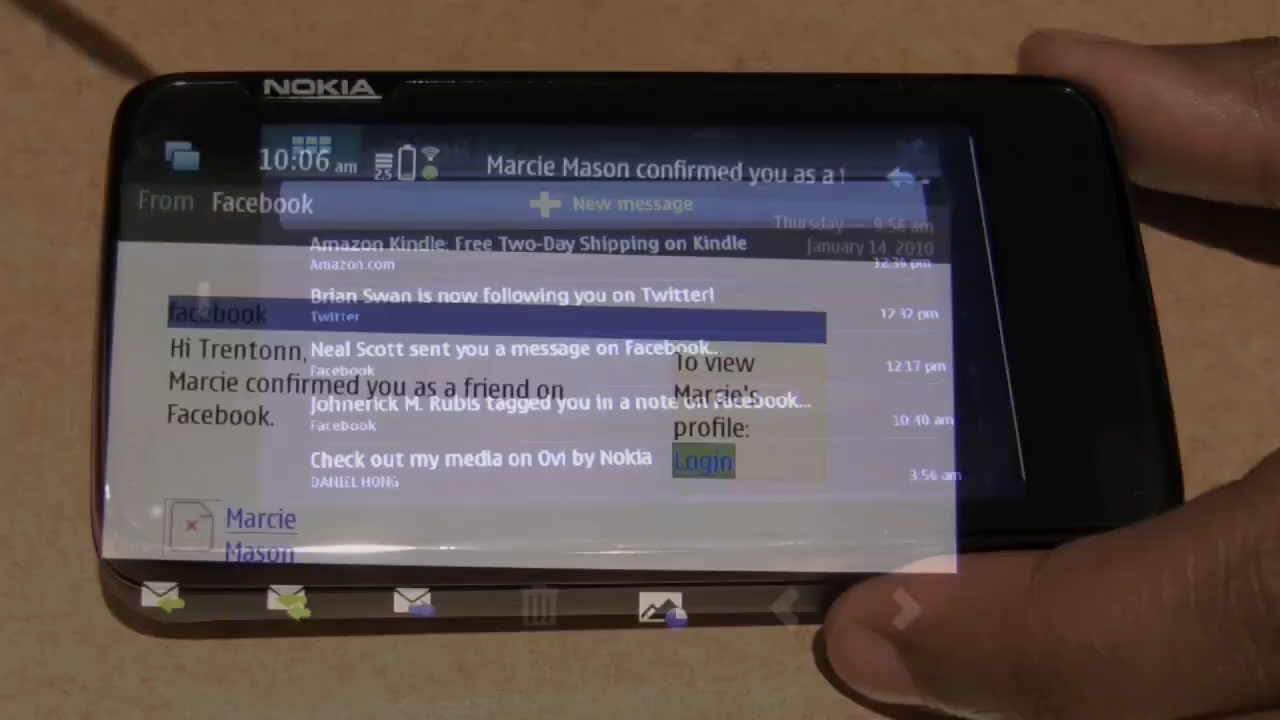 NOKIA
10:06 am
2.5
Marcie Mason confirmed you as a f
From Facebook
New message
Thursday — 9:56 am
January 14, 2010
Amazon Kindle: Free Two-Day Shipping on Kindle
Amazon.com
12:36 pm
Brian Swan is now following you on Twitter!
Twitter
12:32 pm
facebook
Hi Trentonn,
Neal Scott sent you a message on Facebook...
Facebook
12:17 pm
To view
Marcie's
profile:
Login
Marcie confirmed you as a friend on
Facebook.
Johnerick M. Rubis tagged you in a note on Facebook...
Facebook
10:40 am
Check out my media on Ovi by Nokia
DANIEL HONG
3:56 am
Marcie
Mason